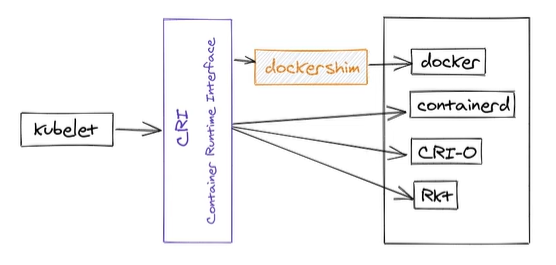 kubelet
CRI
Container Runtime Interface
dockershim
docker
containerd
CRI-O
Rkt